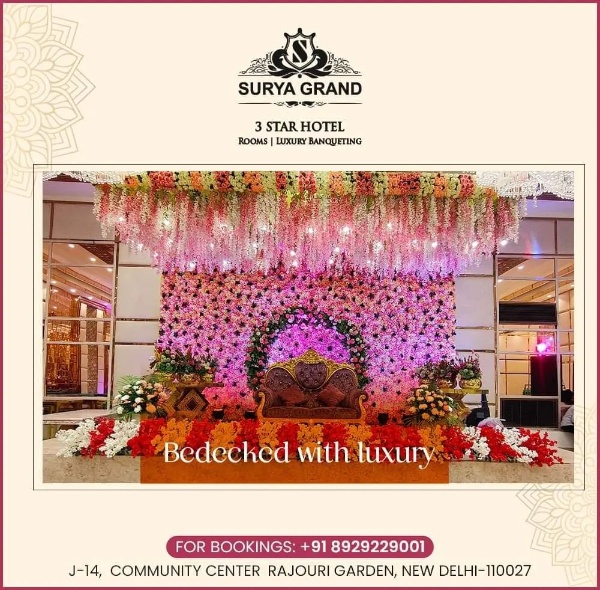 S
SURYA GRAND
3 STAR HOTEL
ROOMS | LUXURY BANQUETING
Bedecked with luxury
FOR BOOKINGS: +91 8929229001
J-14, COMMUNITY CENTER RAJOURI GARDEN, NEW DELHI-110027